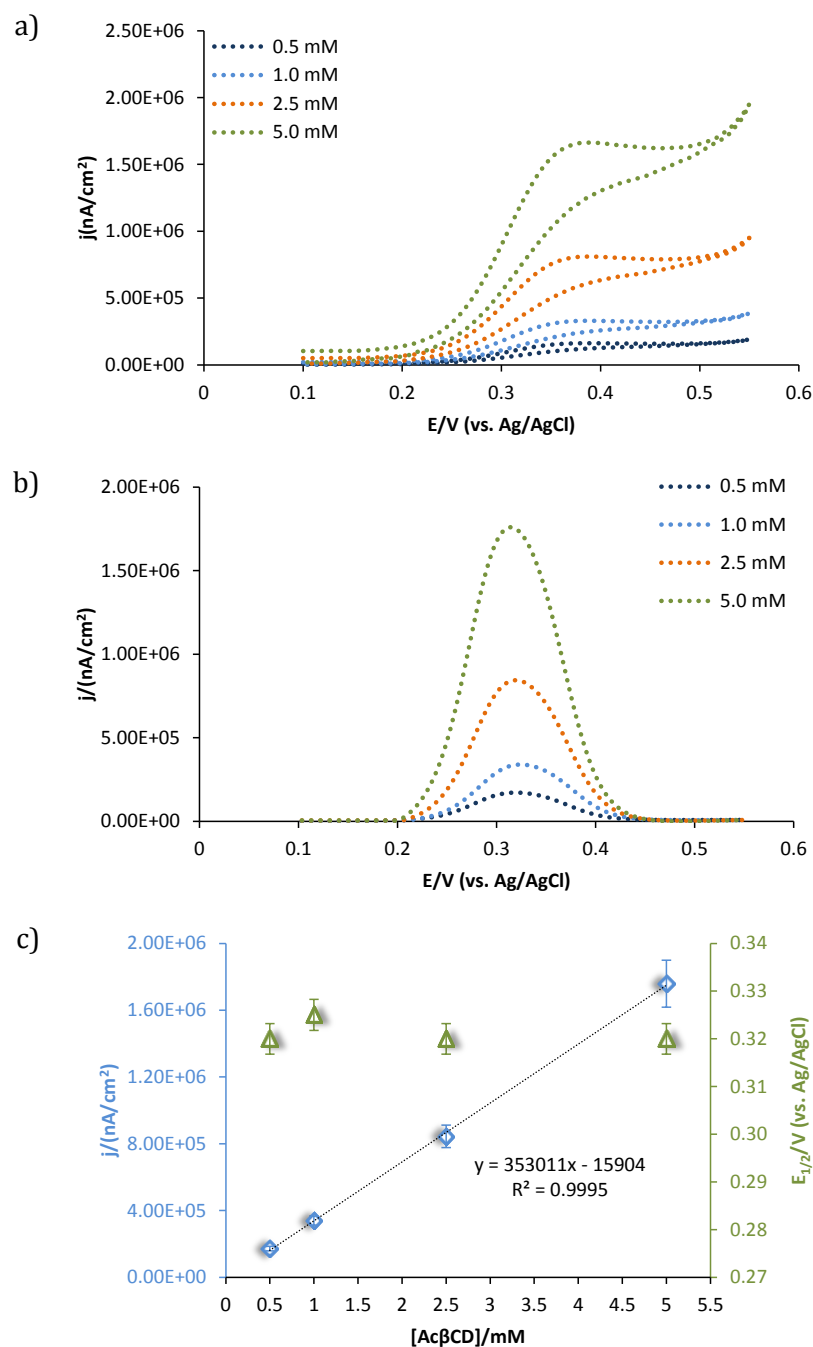 a)
2.50E+06
2.00E+06
1.50E+06
1.00E+06
5.00E+05
0.00E+00
j(nA/cm²)
0.5 mM
1.0 mM
2.5 mM
5.0 mM
0 0.1 0.2 0.3 0.4 0.5 0.6
E/V (vs. Ag/AgCl)
b)
2.00E+06
1.50E+06
1.00E+06
5.00E+05
0.00E+00
j/(nA/cm²)
0.5 mM
1.0 mM
2.5 mM
5.0 mM
0 0.1 0.2 0.3 0.4 0.5 0.6
E/V (vs. Ag/AgCl)
c)
2.00E+06
1.60E+06
1.20E+06
8.00E+05
4.00E+05
0.00E+00
j/(nA/cm²)
y = 353011x - 15904
R² = 0.9995
0.34
0.33
0.32
0.31
0.30
0.29
0.28
0.27
E₁/₂/V (vs. Ag/AgCl)
0 0.5 1 1.5 2 2.5 3 3.5 4 4.5 5 5.5
[AcβCD]/mM